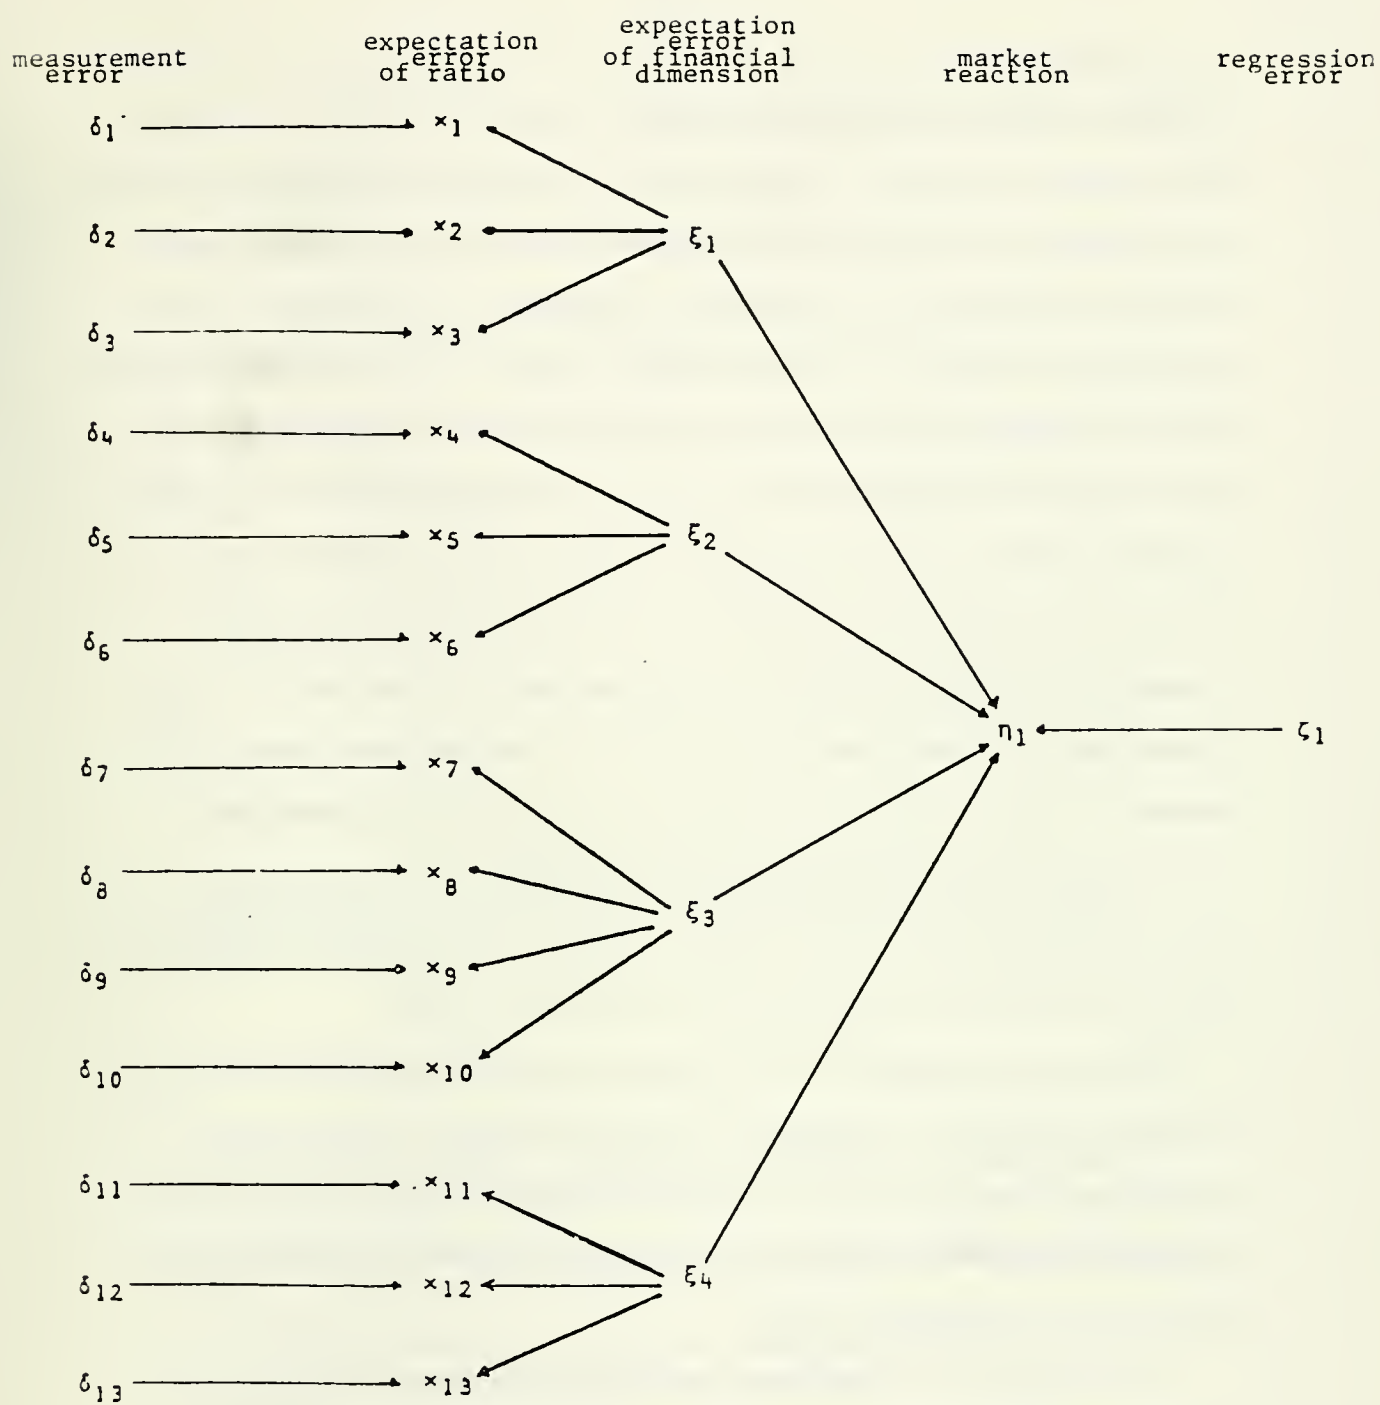 measurement error
expectation error of ratio
expectation error of financial dimension
market reaction
regression error
δ1 x1
δ2 x2 ξ1
δ3 x3
δ4 x4
δ5 x5 ξ2
δ6 x6
η1 ζ1
δ7 x7
δ8 x8
ξ3
δ9 x9
δ10 x10
δ11 x11
δ12 x12 ξ4
δ13 x13